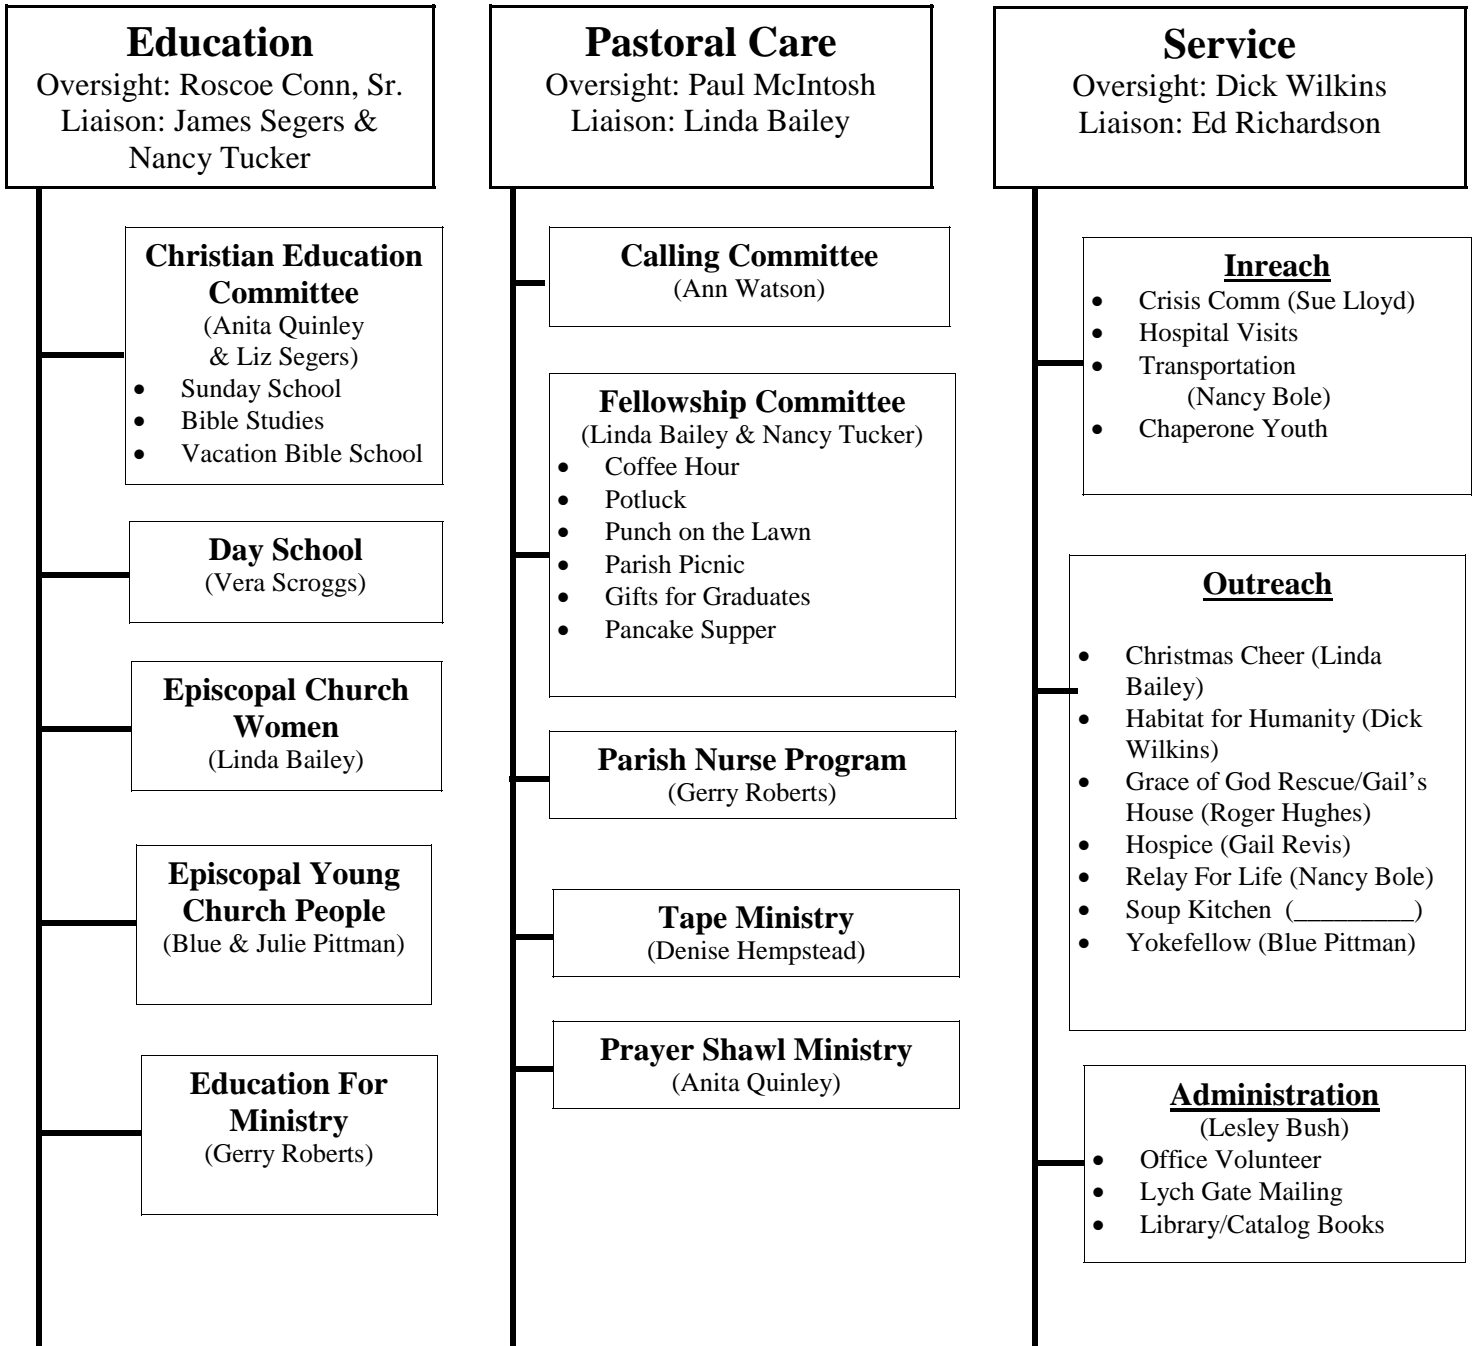 Education
Oversight: Roscoe Conn, Sr.
Liaison: James Segers &
Nancy Tucker
Christian Education
Committee
(Anita Quinley
& Liz Segers)
• Sunday School
• Bible Studies
• Vacation Bible School
Day School
(Vera Scroggs)
Episcopal Church
Women
(Linda Bailey)
Episcopal Young
Church People
(Blue & Julie Pittman)
Education For
Ministry
(Gerry Roberts)
Pastoral Care
Oversight: Paul McIntosh
Liaison: Linda Bailey
Calling Committee
(Ann Watson)
Fellowship Committee
(Linda Bailey & Nancy Tucker)
• Coffee Hour
• Potluck
• Punch on the Lawn
• Parish Picnic
• Gifts for Graduates
• Pancake Supper
Parish Nurse Program
(Gerry Roberts)
Tape Ministry
(Denise Hempstead)
Prayer Shawl Ministry
(Anita Quinley)
Service
Oversight: Dick Wilkins
Liaison: Ed Richardson
Inreach
• Crisis Comm (Sue Lloyd)
• Hospital Visits
• Transportation
(Nancy Bole)
• Chaperone Youth
Outreach
• Christmas Cheer (Linda
Bailey)
• Habitat for Humanity (Dick
Wilkins)
• Grace of God Rescue/Gail’s
House (Roger Hughes)
• Hospice (Gail Revis)
• Relay For Life (Nancy Bole)
• Soup Kitchen (_________)
• Yokefellow (Blue Pittman)
Administration
(Lesley Bush)
• Office Volunteer
• Lych Gate Mailing
• Library/Catalog Books